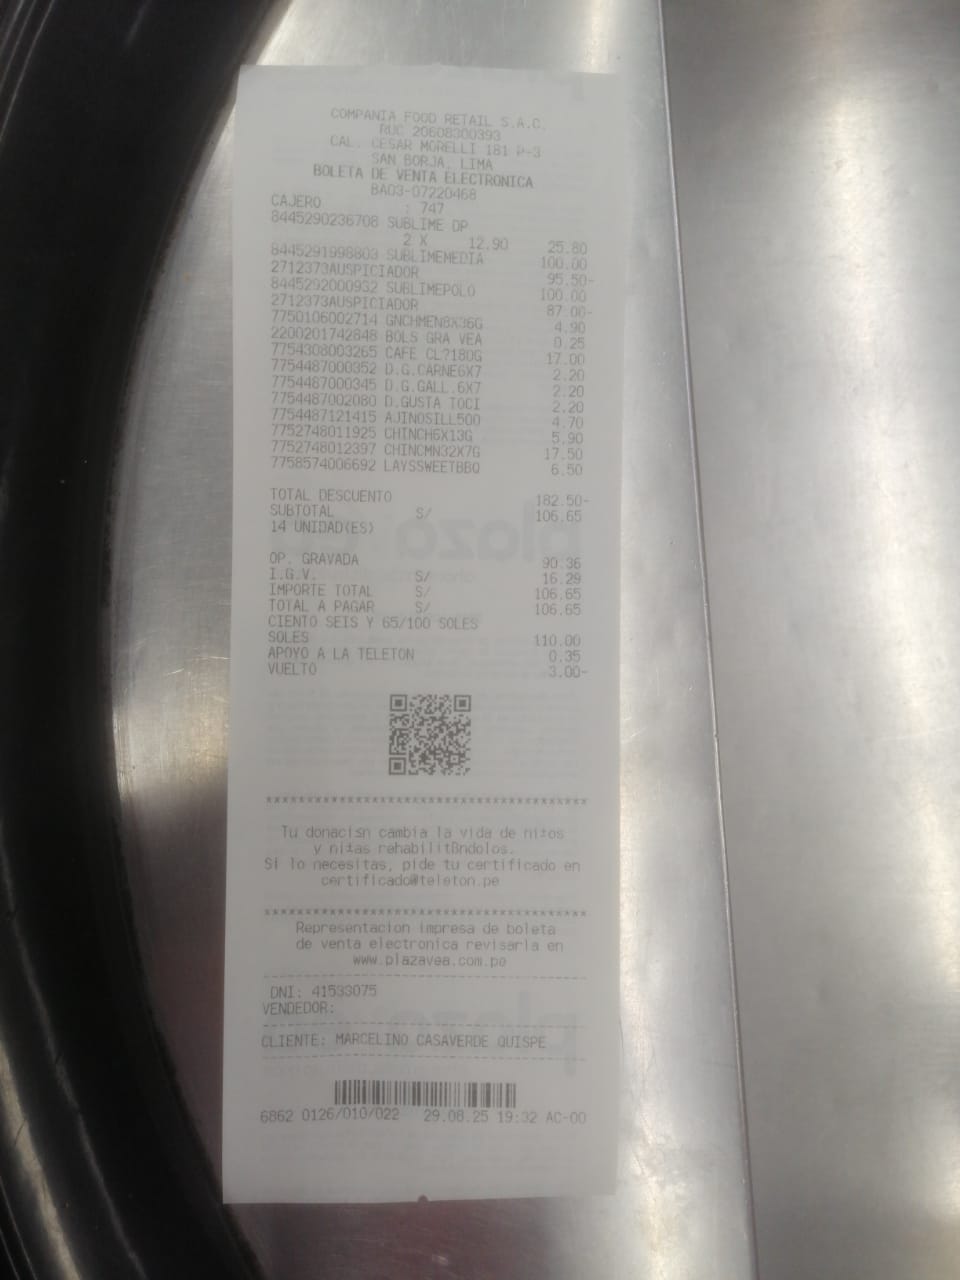 COMPANIA FOOD RETAIL S.A.C.
RUC 20608300393
CAL. CESAR MORELLI 181 P-3
SAN BORJA, LIMA
BOLETA DE VENTA ELECTRONICA
BA03-07220468
CAJERO : 747
8445290236708 SUBLIME DP
2 X 12.90 25.80
8445291998803 SUBLIMEMEDIA 100.00
2712373AUSPICIADOR 95.50-
8445292000932 SUBLIMEPOLO 100.00
2712373AUSPICIADOR 87.00-
7750106002714 GNCHMEN8X36G 4.90
2200201742848 BOLS GRA VEA 0.25
7754308003265 CAFE CL?180G 17.00
7754487000352 D.G.CARNE6X7 2.20
7754487000345 D.G.GALL.6X7 2.20
7754487002080 D.GUSTA TOCI 2.20
7754487121415 AJINOSILL500 4.70
7752748011925 CHINCH6X13G 5.90
7752748012397 CHINCMN32X7G 17.50
7758574006692 LAYSSWEETBBQ 6.50
TOTAL DESCUENTO 182.50-
SUBTOTAL S/ 106.65
14 UNIDAD(ES)
OP. GRAVADA 90.36
I.G.V. S/ 16.29
IMPORTE TOTAL S/ 106.65
TOTAL A PAGAR S/ 106.65
CIENTO SEIS Y 65/100 SOLES
SOLES 110.00
APOYO A LA TELETON 0.35
VUELTO 3.00-
****************************************
Tu donación cambia la vida de ni±os
y ni±as rehabilitßndolos.
Si lo necesitas, pide tu certificado en
certificado@teleton.pe
****************************************
Representacion impresa de boleta
de venta electronica revisarla en
www.plazavea.com.pe
DNI: 41533075
VENDEDOR:
CLIENTE: MARCELINO CASAVERDE QUISPE
6862 0126/010/022 29.08.25 19:32 AC-00